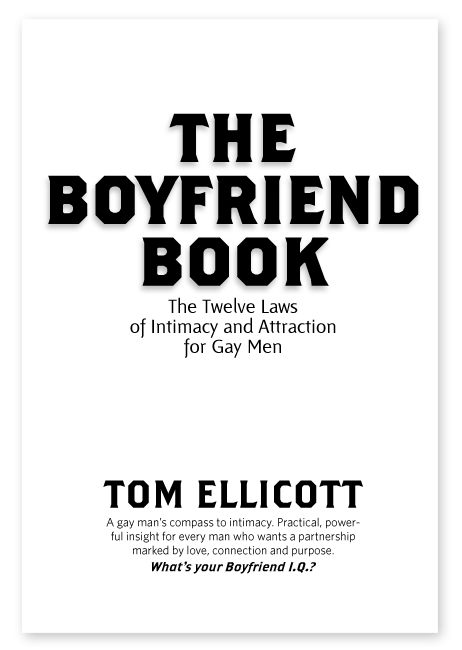 THE
BOYFRIEND
BOOK
The Twelve Laws
of Intimacy and Attraction
for Gay Men
TOM ELLICOTT
A gay man's compass to intimacy. Practical, power-
ful insight for every man who wants a partnership
marked by love, connection and purpose.
What's your Boyfriend I.Q.?